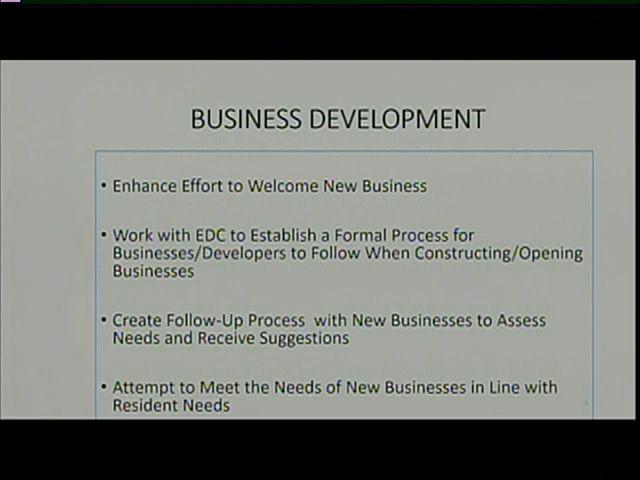 BUSINESS DEVELOPMENT
• Enhance Effort to Welcome New Business
• Work with EDC to Establish a Formal Process for
Businesses/Developers to Follow When Constructing/Opening
Businesses
• Create Follow-Up Process with New Businesses to Assess
Needs and Receive Suggestions
• Attempt to Meet the Needs of New Businesses in Line with
Resident Needs